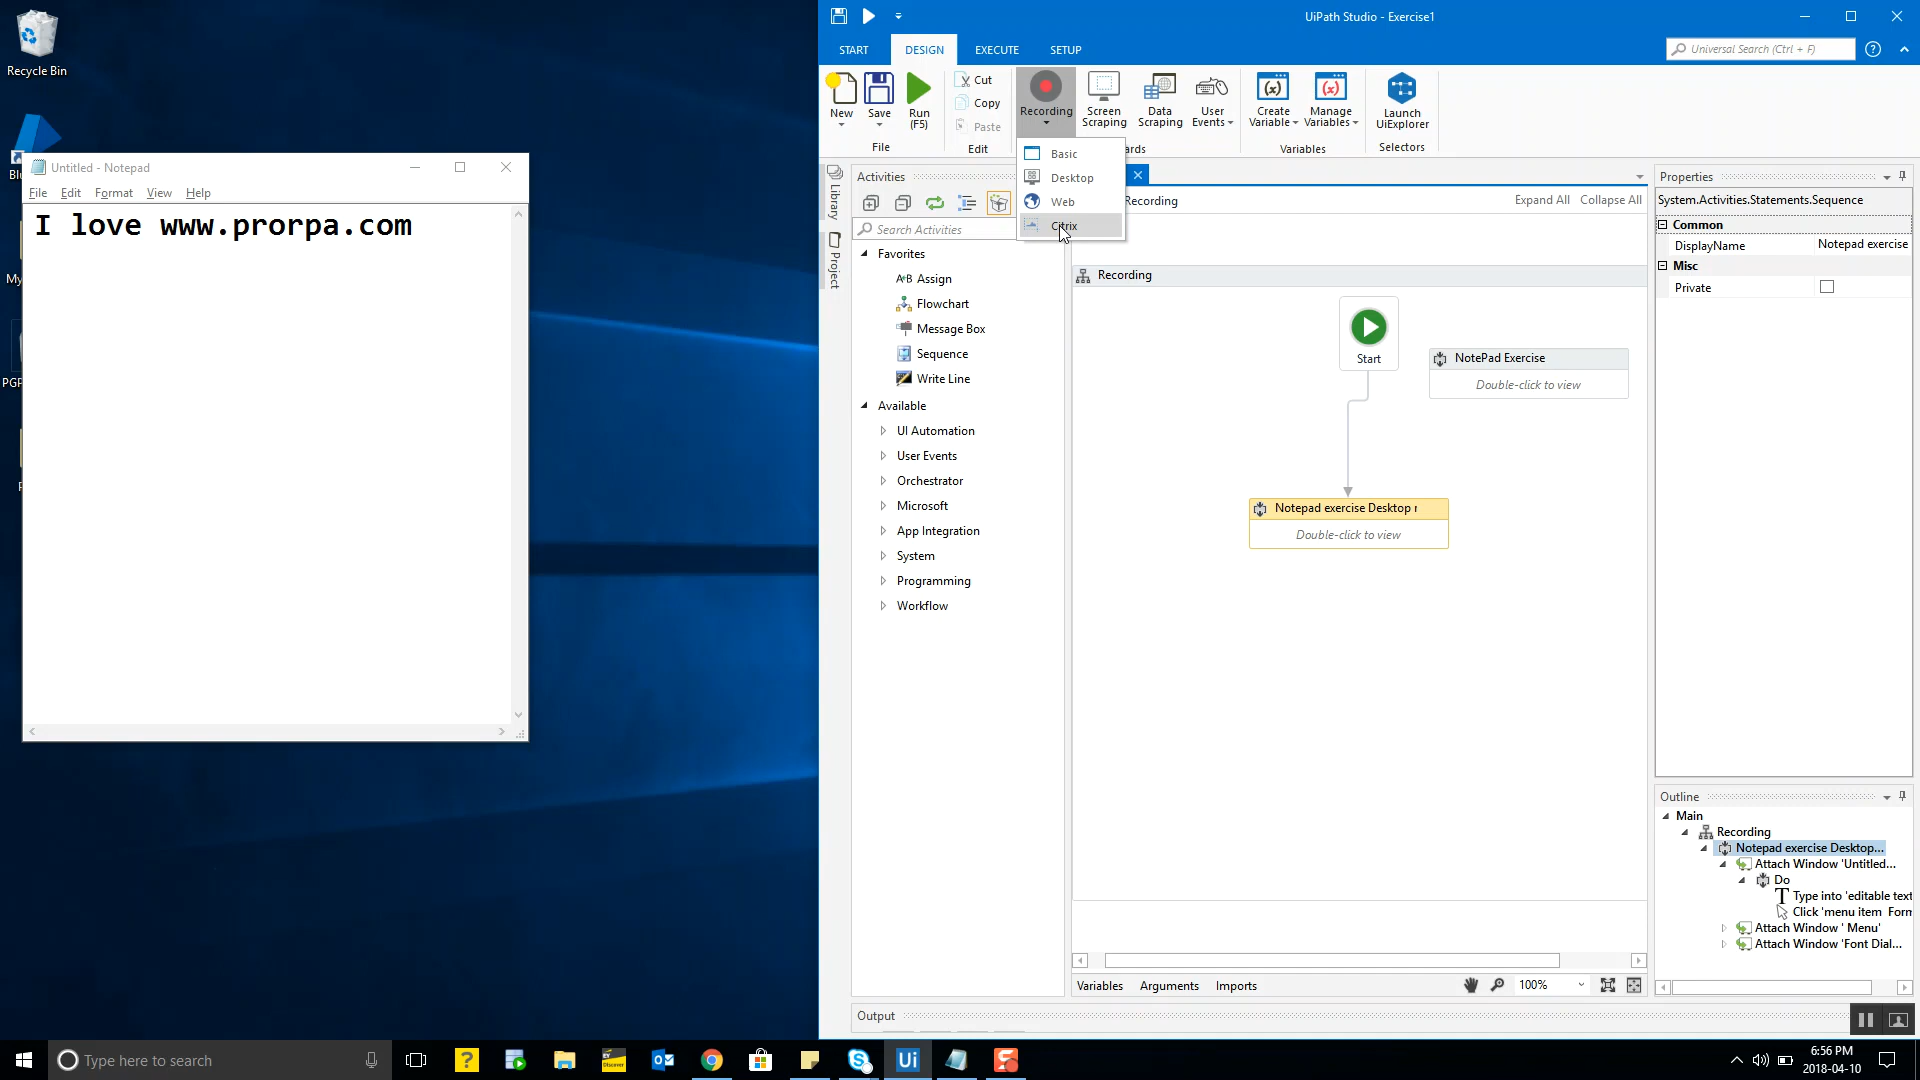 Recycle Bin
Untitled - Notepad
File Edit Format View Help
I love www.prorpa.com
UiPath Studio - Exercise1
START DESIGN EXECUTE SETUP
Universal Search (Ctrl + F)
New
Save
Run
(F5)
File
Cut
Copy
Paste
Edit
Recording
Screen
Scraping
Data
Scraping
User
Events
Create
Variable
Manage
Variables
Variables
Launch
UiExplorer
Selectors
Basic
Desktop
Web
Citrix
Library
Project
Activities
Search Activities
Favorites
Assign
Flowchart
Message Box
Sequence
Write Line
Available
UI Automation
User Events
Orchestrator
Microsoft
App Integration
System
Programming
Workflow
Recording
Expand All Collapse All
Recording
Start
NotePad Exercise
Double-click to view
Notepad exercise Desktop r
Double-click to view
Variables Arguments Imports
100%
Output
Properties
System.Activities.Statements.Sequence
Common
DisplayName Notepad exercise
Misc
Private
Outline
Main
Recording
Notepad exercise Desktop...
Attach Window 'Untitled...
Do
Type into 'editable text
Click 'menu item Form
Attach Window ' Menu'
Attach Window 'Font Dial...
Type here to search
Ui
6:56 PM
2018-04-10